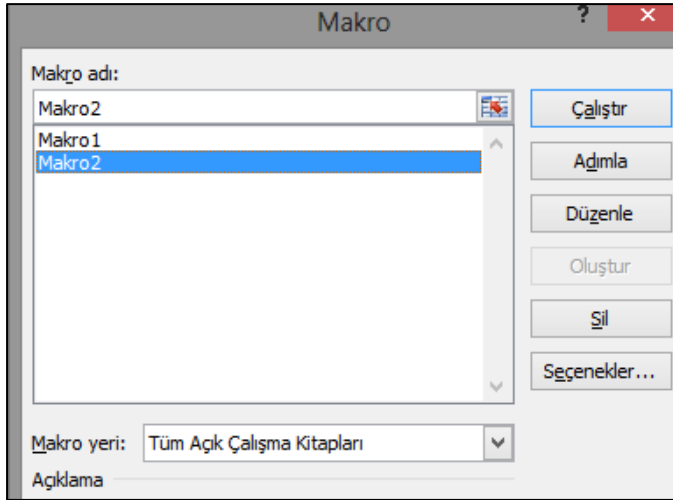 Makro
?
×
Makro adı:
Makro2
Makro1
Makro2
Çalıştır
Adımla
Düzenle
Oluştur
Sil
Seçenekler...
Makro yeri: Tüm Açık Çalışma Kitapları
Açıklama